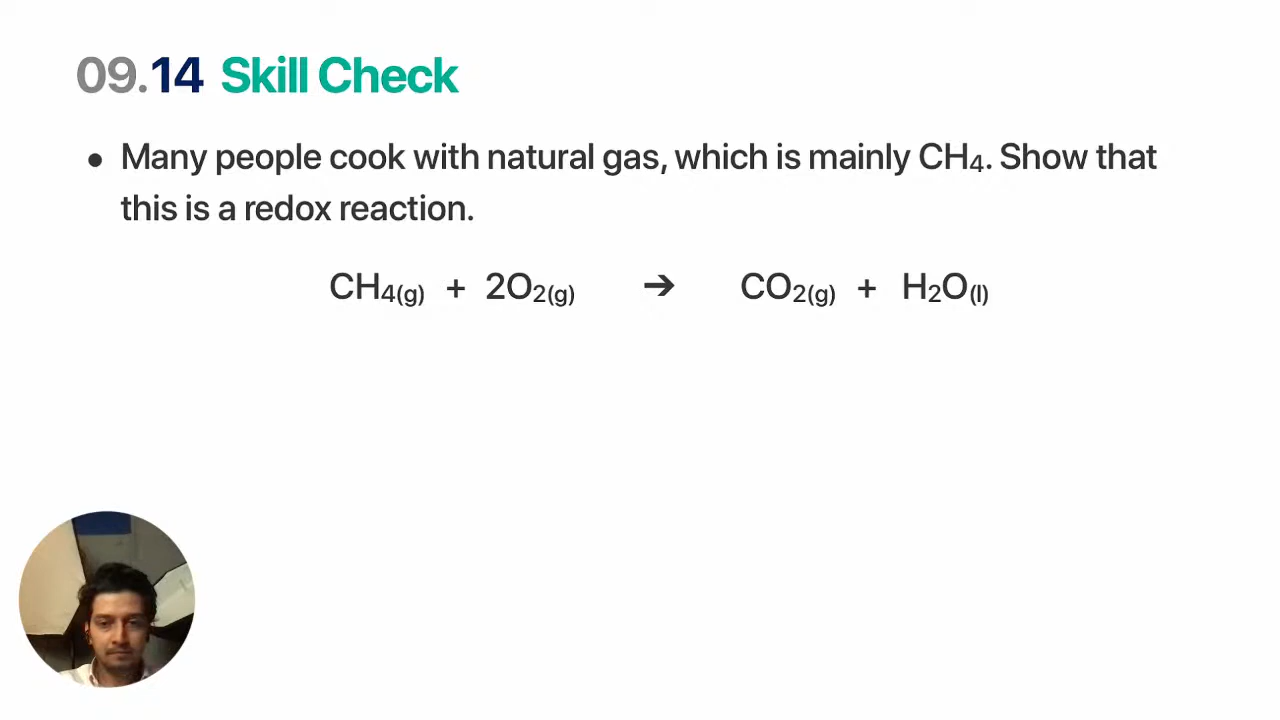 09.14 Skill Check
• Many people cook with natural gas, which is mainly CH₄. Show that
this is a redox reaction.
CH₄(g) + 2O₂(g) ➔ CO₂(g) + H₂O(l)